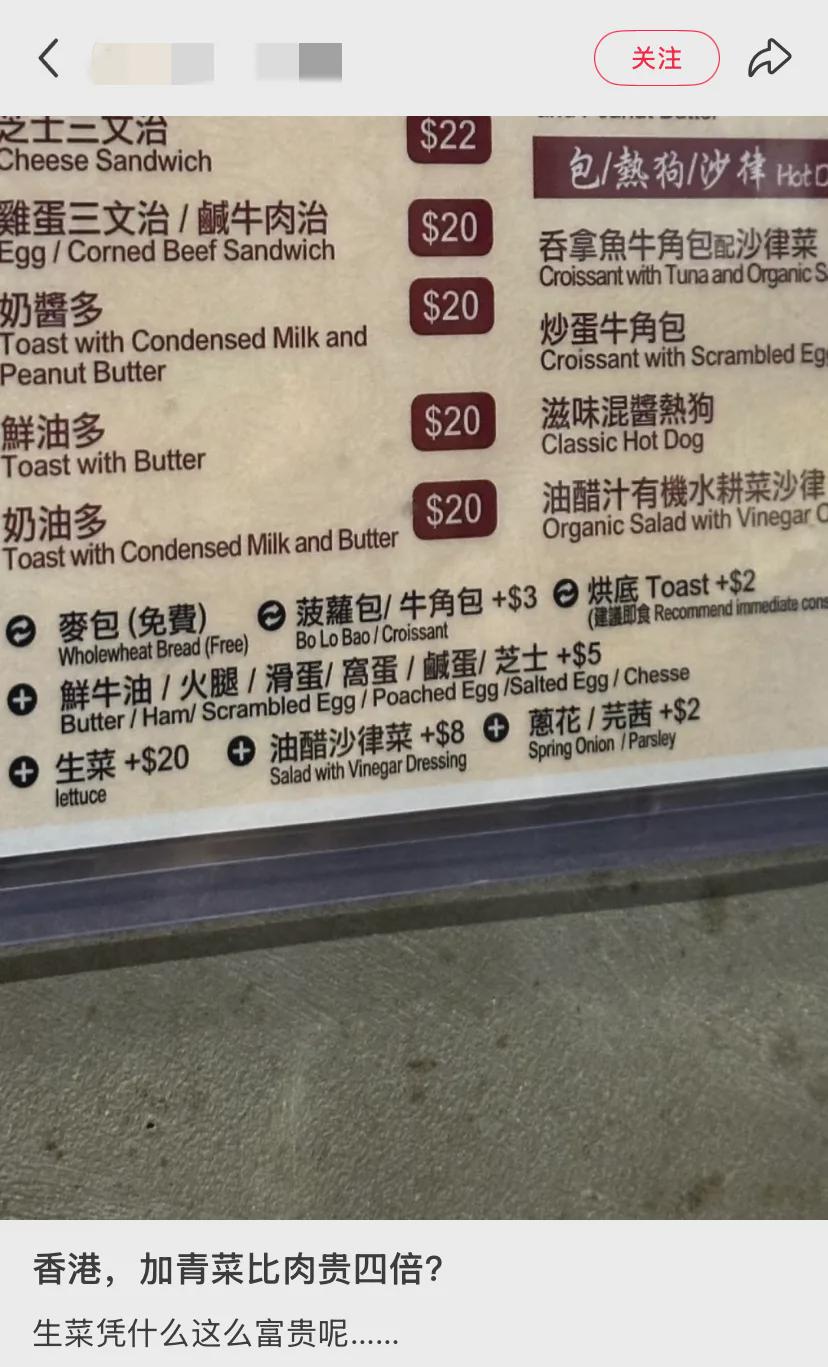 关注
芝士三文治
Cheese Sandwich
$22
雞蛋三文治 / 鹹牛肉治
Egg / Corned Beef Sandwich
$20
奶醬多
Toast with Condensed Milk and
Peanut Butter
$20
鮮油多
Toast with Butter
$20
奶油多
Toast with Condensed Milk and Butter
$20
包/熱狗/沙律 Hot
吞拿魚牛角包配沙律菜
Croissant with Tuna and Organic
炒蛋牛角包
Croissant with Scrambled
滋味混醬熱狗
Classic Hot Dog
油醋汁有機水耕菜沙律
Organic Salad with Vinegar
麥包 (免費)
Wholewheat Bread (Free)
菠蘿包/ 牛角包 +$3
Bo Lo Bao / Croissant
烘底 Toast +$2
(建議即食 Recommend immediate
鮮牛油 / 火腿 / 滑蛋/ 窩蛋 / 鹹蛋/ 芝士 +$5
Butter / Ham/ Scrambled Egg / Poached Egg /Salted Egg / Chesse
生菜 +$20
lettuce
油醋沙律菜 +$8
Salad with Vinegar Dressing
蔥花 / 芫茜 +$2
Spring Onion / Parsley
香港，加青菜比肉贵四倍？
生菜凭什么这么富贵呢……